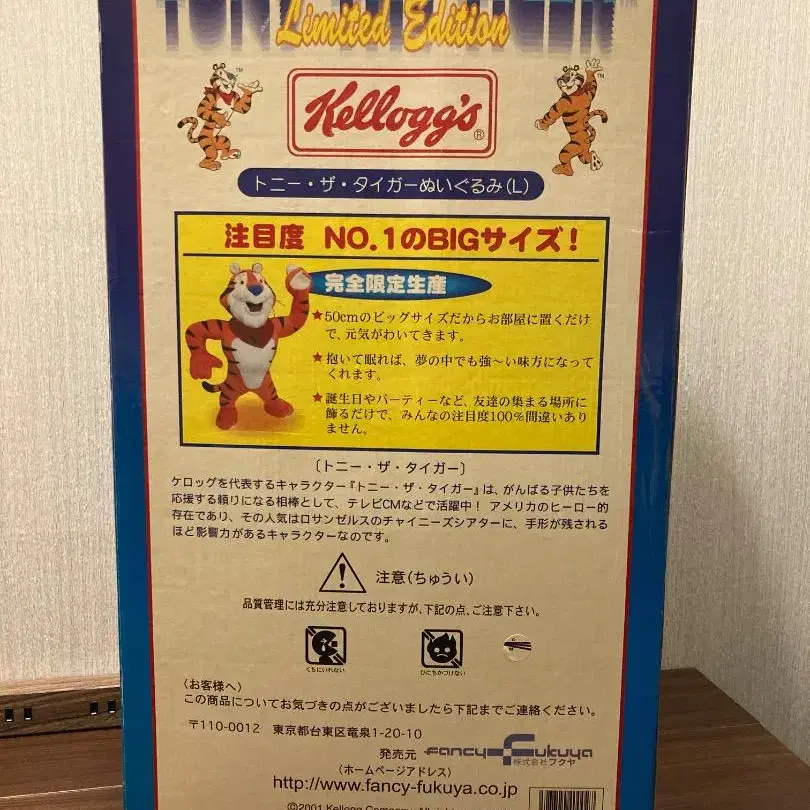 Limited Edition
Kellogg's®
トニー・ザ・タイガーぬいぐるみ(L)
注目度 NO.1のBIGサイズ!
完全限定生産
★50cmのビッグサイズだからお部屋に置くだけ
で、元気がわいてきます。
★抱いて眠れば、夢の中でも強〜い味方になって
くれます。
★誕生日やパーティーなど、友達の集まる場所に
飾るだけで、みんなの注目度100%間違いあり
ません。
〔トニー・ザ・タイガー〕
ケロッグを代表するキャラクター『トニー・ザ・タイガー』は、がんばる子供たちを
応援する頼りになる相棒として、テレビCMなどで活躍中! アメリカのヒーロー的
存在であり、その人気はロサンゼルスのチャイニーズシアターに、手形が残される
ほど影響力があるキャラクターなのです。
注意(ちゅうい)
品質管理には充分注意しておりますが、下記の点、ご注意下さい。
くちにいれない
ひにちかづけない
〈お客様へ〉
この商品についてお気づきの点がございましたら下記までご連絡ください。
〒110-0012 東京都台東区竜泉1-20-10
発売元 fancy Fukuya
株式会社フクヤ
〈ホームページアドレス〉
http://www.fancy-fukuya.co.jp
©2001 Kellogg Company